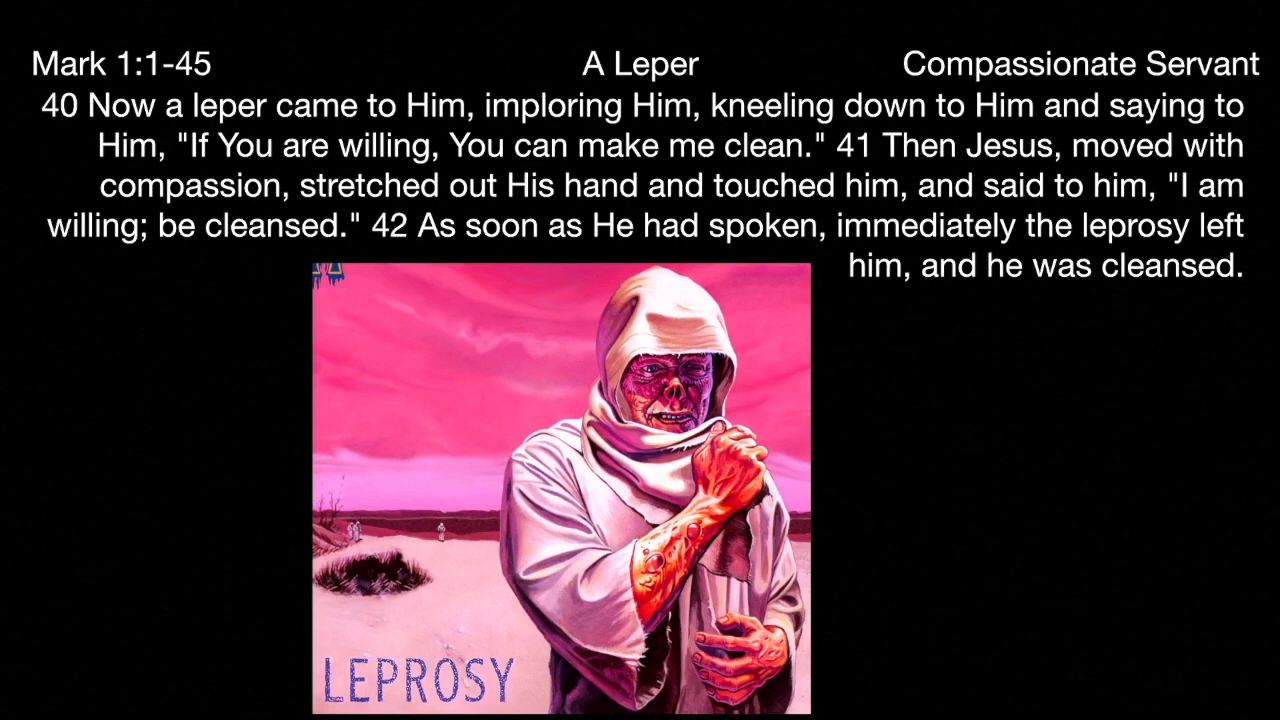 Mark 1:1-45 A Leper Compassionate Servant
40 Now a leper came to Him, imploring Him, kneeling down to Him and saying to
Him, "If You are willing, You can make me clean." 41 Then Jesus, moved with
compassion, stretched out His hand and touched him, and said to him, "I am
willing; be cleansed." 42 As soon as He had spoken, immediately the leprosy left
him, and he was cleansed.
LEPROSY